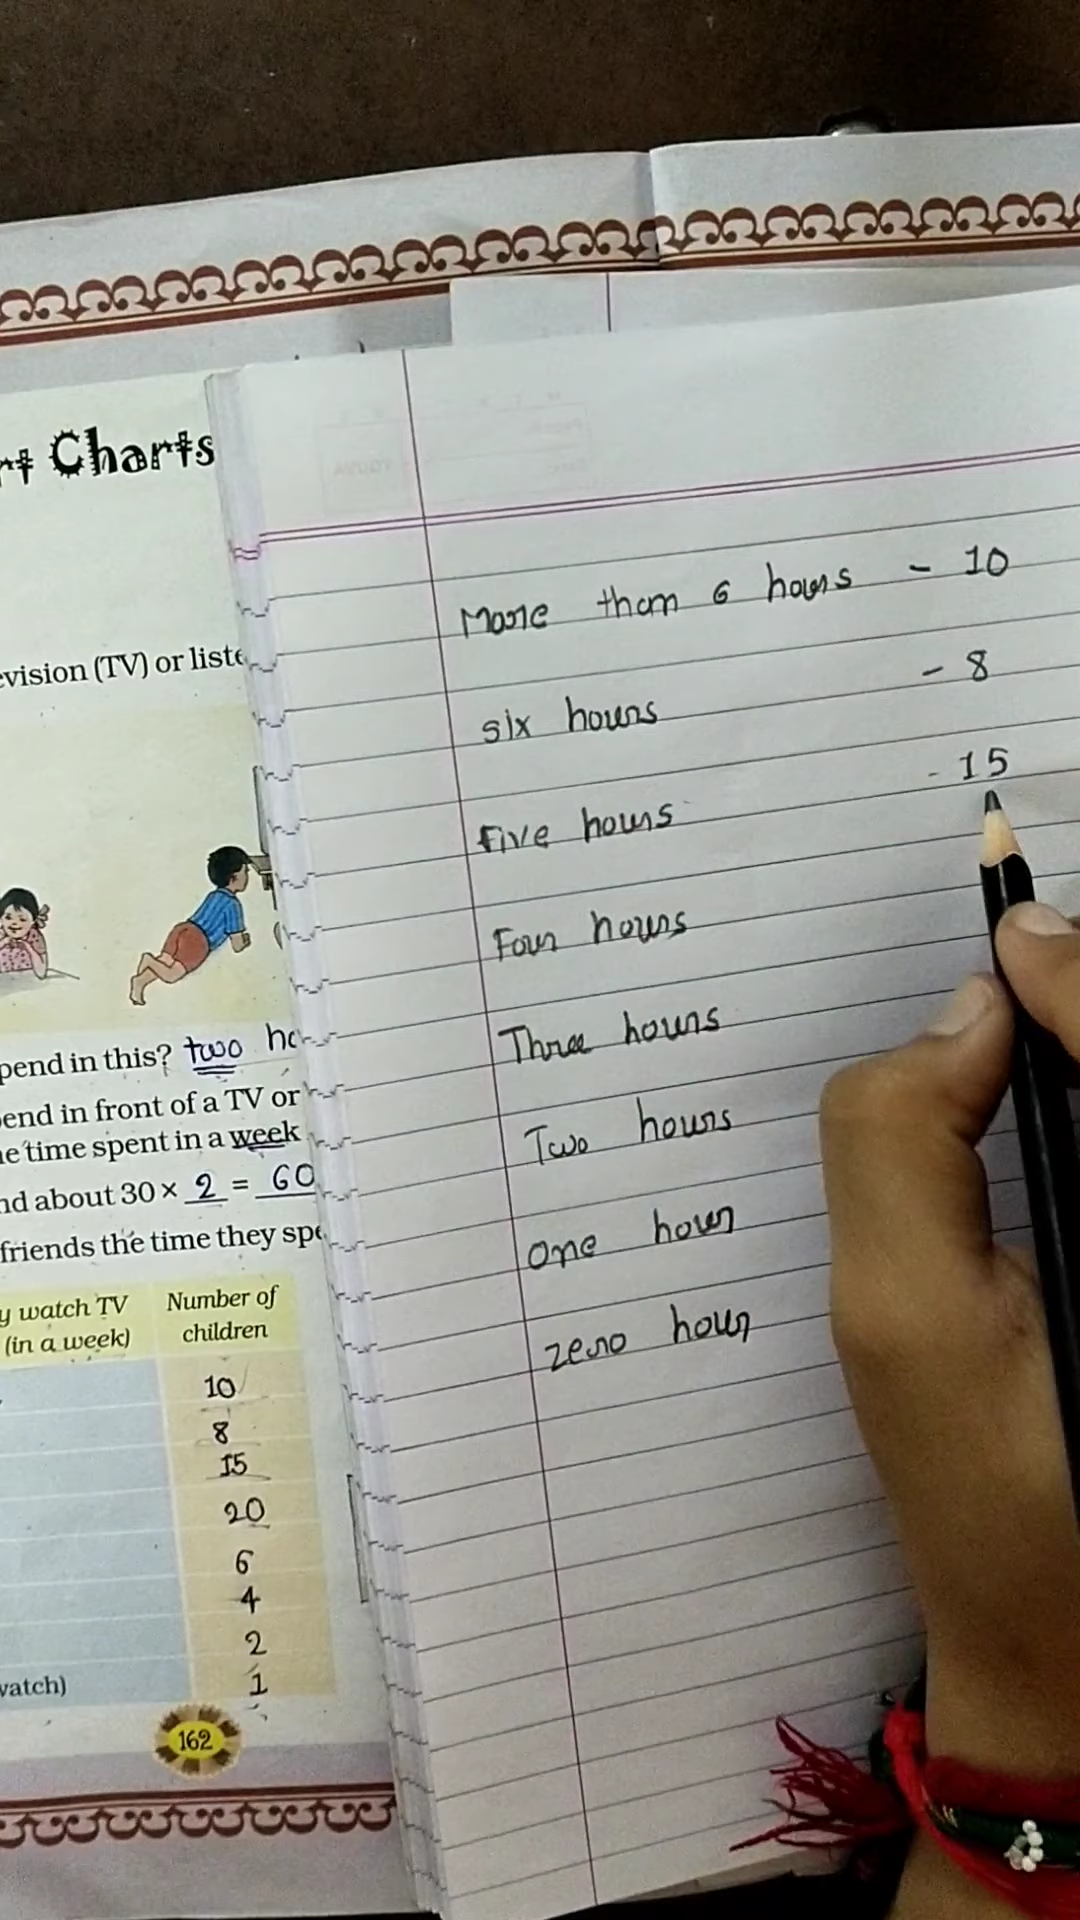 Charts
vision (TV) or liste
pend in this? two ho
end in front of a TV or
e time spent in a week
nd about 30 × 2 = 60
friends the time they spe
y watch TV
(in a week)
Number of
children
10
8
15
20
6
4
2
1
watch)
162
More than 6 hours - 10
six hours - 8
Five hours - 15
Four hours
Three hours
Two hours
one hour
zero hour